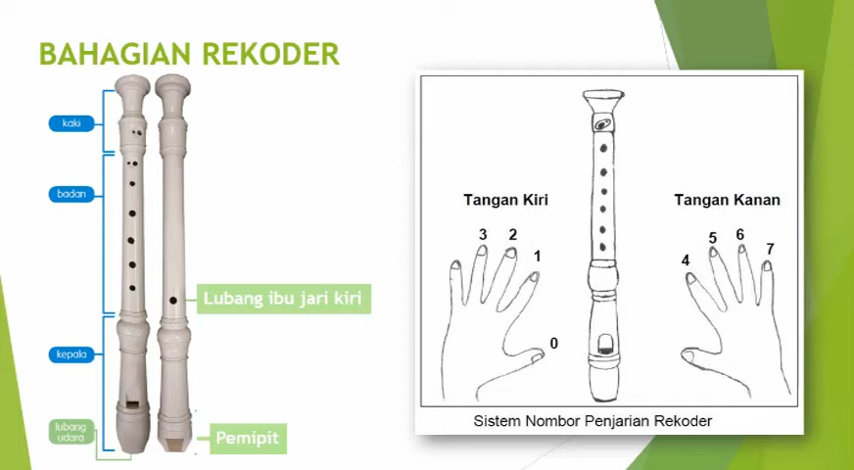 BAHAGIAN REKODER
kaki
badan
Lubang ibu jari kiri
kepala
lubang
udara
Pemipit
Tangan Kiri
Tangan Kanan
3
2
1
0
4
5
6
7
Sistem Nombor Penjarian Rekoder